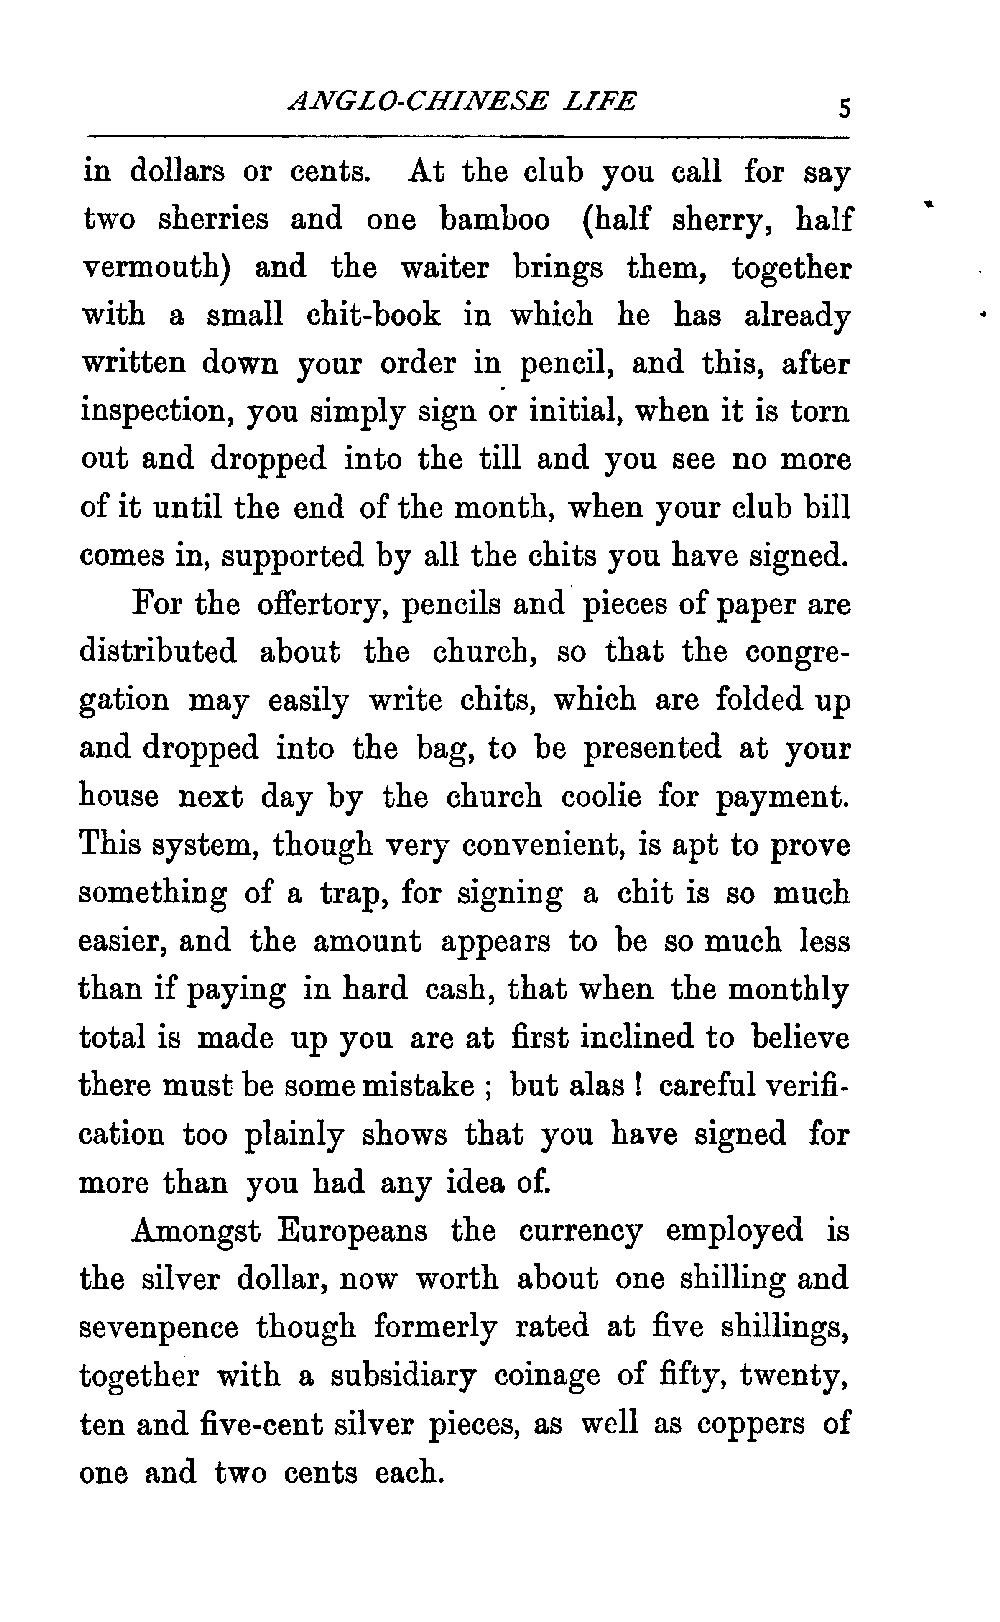 ANGLO-CHINESE LIFE 5
in dollars or cents. At the club you call for say
two sherries and one bamboo (half sherry, half
vermouth) and the waiter brings them, together
with a small chit-book in which he has already
written down your order in pencil, and this, after
inspection, you simply sign or initial, when it is torn
out and dropped into the till and you see no more
of it until the end of the month, when your club bill
comes in, supported by all the chits you have signed.
For the offertory, pencils and pieces of paper are
distributed about the church, so that the congre-
gation may easily write chits, which are folded up
and dropped into the bag, to be presented at your
house next day by the church coolie for payment.
This system, though very convenient, is apt to prove
something of a trap, for signing a chit is so much
easier, and the amount appears to be so much less
than if paying in hard cash, that when the monthly
total is made up you are at first inclined to believe
there must be some mistake ; but alas ! careful verifi-
cation too plainly shows that you have signed for
more than you had any idea of.
Amongst Europeans the currency employed is
the silver dollar, now worth about one shilling and
sevenpence though formerly rated at five shillings,
together with a subsidiary coinage of fifty, twenty,
ten and five-cent silver pieces, as well as coppers of
one and two cents each.